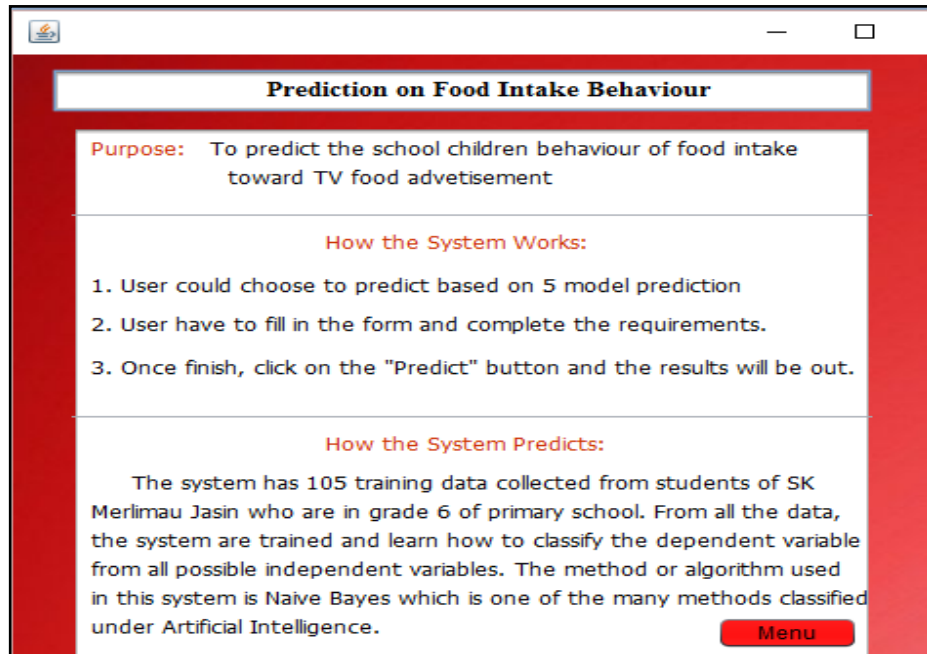 Prediction on Food Intake Behaviour
Purpose: To predict the school children behaviour of food intake
toward TV food advetisement
How the System Works:
1. User could choose to predict based on 5 model prediction
2. User have to fill in the form and complete the requirements.
3. Once finish, click on the "Predict" button and the results will be out.
How the System Predicts:
The system has 105 training data collected from students of SK
Merlimau Jasin who are in grade 6 of primary school. From all the data,
the system are trained and learn how to classify the dependent variable
from all possible independent variables. The method or algorithm used
in this system is Naive Bayes which is one of the many methods classified
under Artificial Intelligence.
Menu